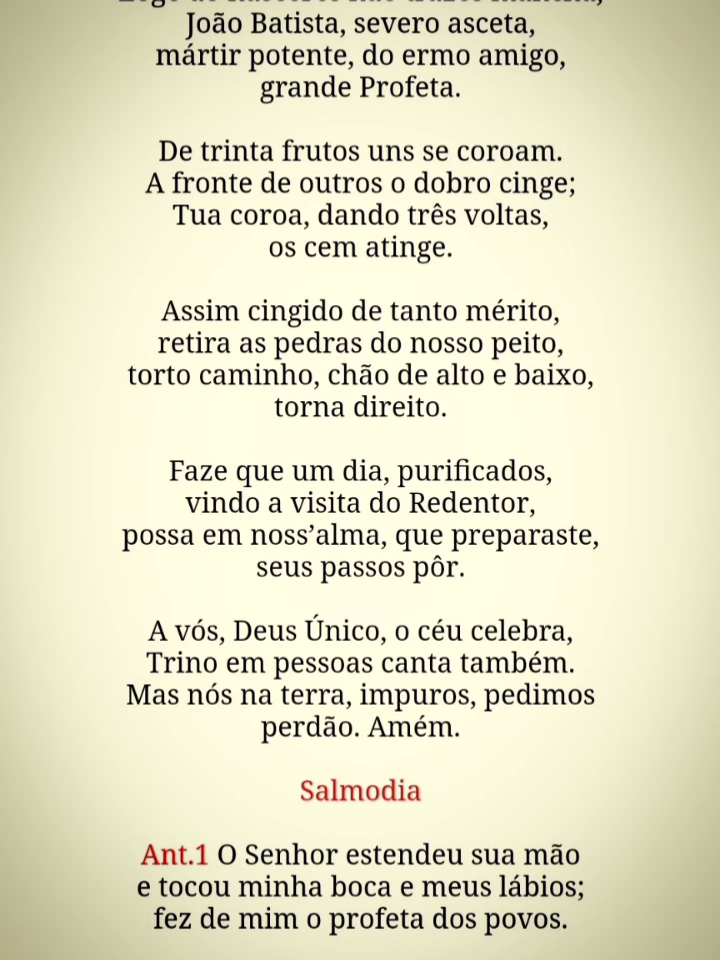 João Batista, severo asceta,
mártir potente, do ermo amigo,
grande Profeta.
De trinta frutos uns se coroam.
A fronte de outros o dobro cinge;
Tua coroa, dando três voltas,
os cem atinge.
Assim cingido de tanto mérito,
retira as pedras do nosso peito,
torto caminho, chão de alto e baixo,
torna direito.
Faze que um dia, purificados,
vindo a visita do Redentor,
possa em noss’alma, que preparaste,
seus passos pôr.
A vós, Deus Único, o céu celebra,
Trino em pessoas canta também.
Mas nós na terra, impuros, pedimos
perdão. Amém.
Salmodia
Ant.1 O Senhor estendeu sua mão
e tocou minha boca e meus lábios;
fez de mim o profeta dos povos.